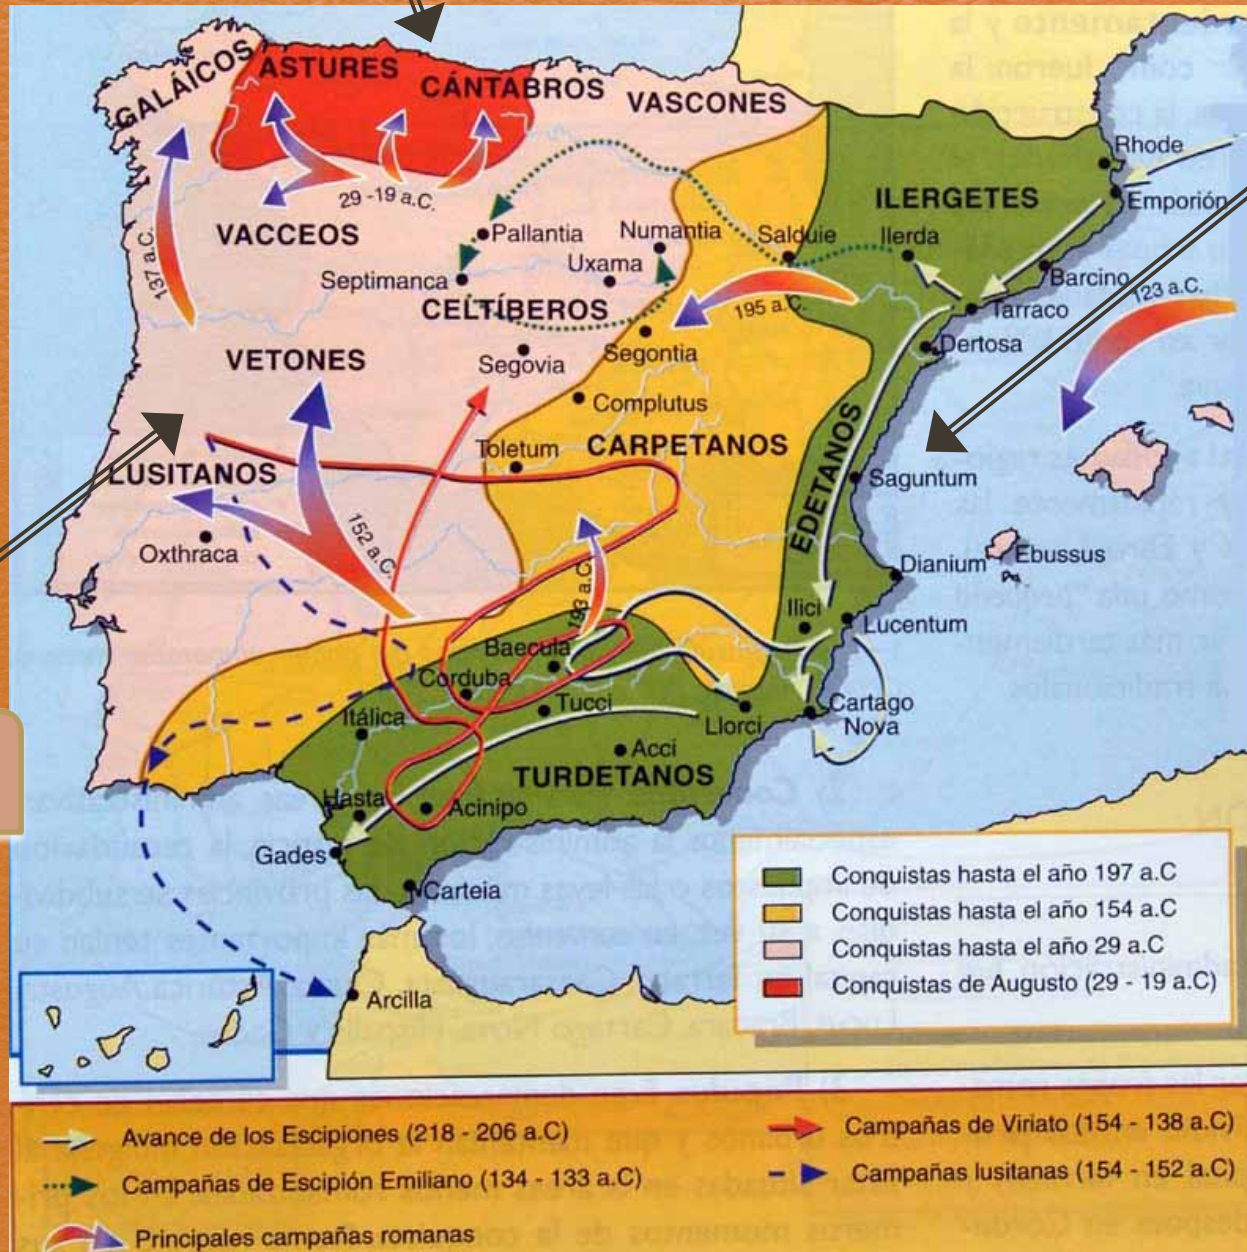 GALÁICOS
ASTURES
CÁNTABROS
VASCONES
Rhode
Emporión
ILERGETES
29 -19 a.C.
137 a.C.
VACCEOS
Pallantia
Numantia
Salduie
Ilerda
Septimanca
Uxama
Barcino
123 a.C.
CELTÍBEROS
195 a.C.
Tarraco
VETONES
Segovia
Segontia
Dertosa
Complutus
Toletum
CARPETANOS
EDETANOS
LUSITANOS
Saguntum
Oxthraca
152 a.C.
Ebussus
Dianium
193 a.C.
Ilici
Lucentum
Baecula
Corduba
Itálica
Tucci
Llorci
Cartago
Nova
Acci
TURDETANOS
Hasta
Acinipo
Gades
Carteia
Arcilla
Conquistas hasta el año 197 a.C
Conquistas hasta el año 154 a.C
Conquistas hasta el año 29 a.C
Conquistas de Augusto (29 - 19 a.C)
Avance de los Escipiones (218 - 206 a.C)
Campañas de Escipión Emiliano (134 - 133 a.C)
Principales campañas romanas
Campañas de Viriato (154 - 138 a.C)
Campañas lusitanas (154 - 152 a.C)